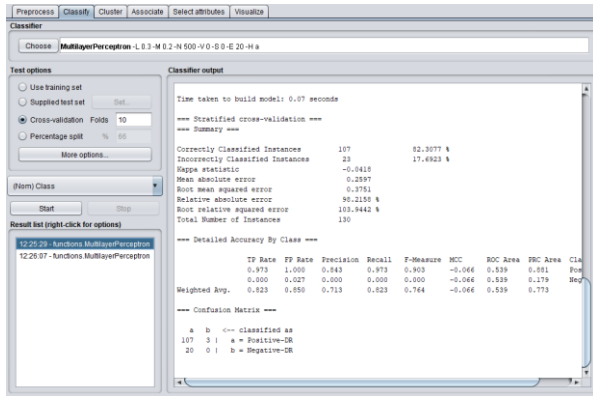 Preprocess Classify Cluster Associate Select attributes Visualize
Classifier
Choose MultilayerPerceptron -L 0.3 -M 0.2 -N 500 -V 0 -S 0 -E 20 -H a
Test options
Use training set
Supplied test set Set...
Cross-validation Folds 10
Percentage split % 66
More options...
(Nom) Class
Start Stop
Result list (right-click for options)
12:25:29 - functions.MultilayerPerceptron
12:26:07 - functions.MultilayerPerceptron
Classifier output
Time taken to build model: 0.07 seconds
=== Stratified cross-validation ===
=== Summary ===
Correctly Classified Instances 107 82.3077 %
Incorrectly Classified Instances 23 17.6923 %
Kappa statistic -0.0418
Mean absolute error 0.2597
Root mean squared error 0.3751
Relative absolute error 98.2158 %
Root relative squared error 103.9442 %
Total Number of Instances 130
=== Detailed Accuracy By Class ===
TP Rate FP Rate Precision Recall F-Measure MCC ROC Area PRC Area Cla
0.973 1.000 0.843 0.973 0.903 -0.066 0.539 0.881 Pos
0.000 0.027 0.000 0.000 0.000 -0.066 0.539 0.179 Neg
Weighted Avg. 0.823 0.850 0.713 0.823 0.764 -0.066 0.539 0.773
=== Confusion Matrix ===
a b <-- classified as
107 3 | a = Positive-DR
20 0 | b = Negative-DR